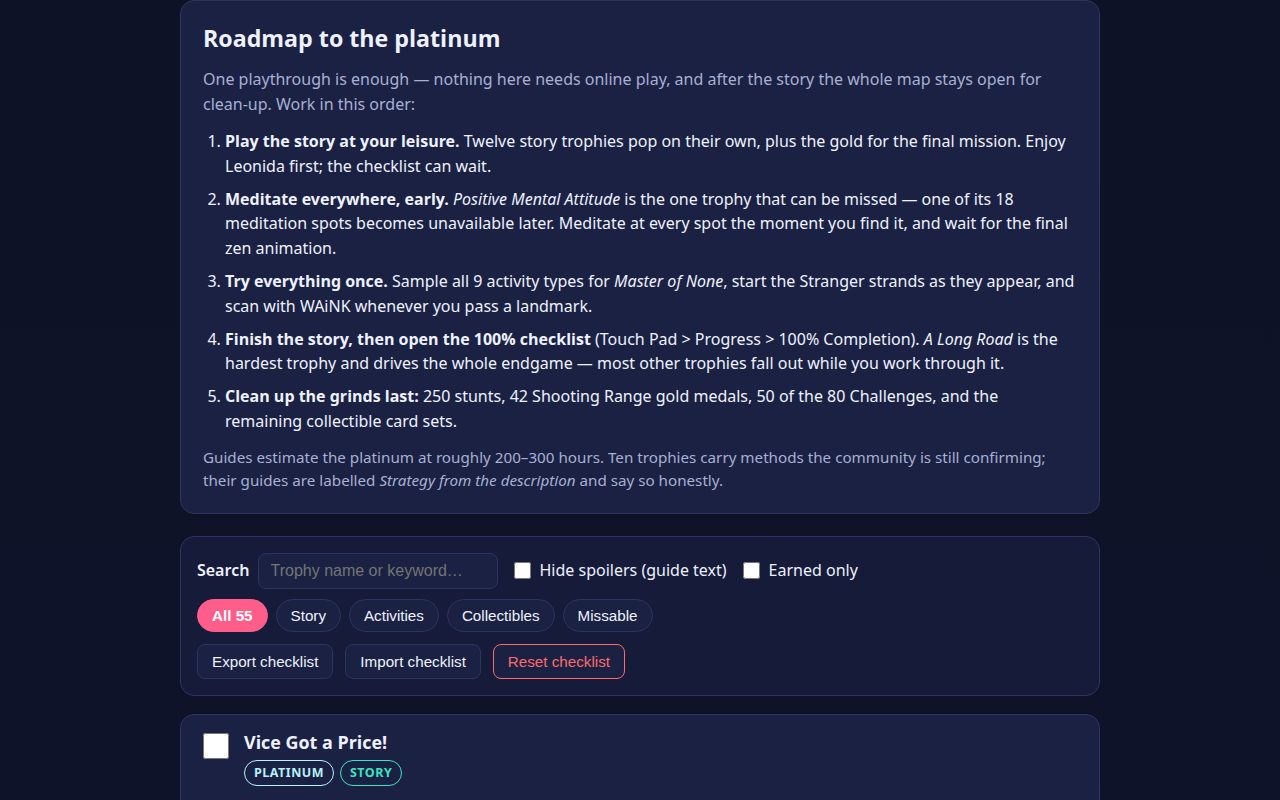 Roadmap to the platinum
One playthrough is enough — nothing here needs online play, and after the story the whole map stays open for
clean-up. Work in this order:
1. Play the story at your leisure. Twelve story trophies pop on their own, plus the gold for the final mission. Enjoy
Leonida first; the checklist can wait.
2. Meditate everywhere, early. Positive Mental Attitude is the one trophy that can be missed — one of its 18
meditation spots becomes unavailable later. Meditate at every spot the moment you find it, and wait for the final
zen animation.
3. Try everything once. Sample all 9 activity types for Master of None, start the Stranger strands as they appear, and
scan with WAiNK whenever you pass a landmark.
4. Finish the story, then open the 100% checklist (Touch Pad > Progress > 100% Completion). A Long Road is the
hardest trophy and drives the whole endgame — most other trophies fall out while you work through it.
5. Clean up the grinds last: 250 stunts, 42 Shooting Range gold medals, 50 of the 80 Challenges, and the
remaining collectible card sets.
Guides estimate the platinum at roughly 200–300 hours. Ten trophies carry methods the community is still confirming;
their guides are labelled Strategy from the description and say so honestly.
Search Trophy name or keyword… Hide spoilers (guide text) Earned only
All 55 Story Activities Collectibles Missable
Export checklist Import checklist Reset checklist
Vice Got a Price!
PLATINUM STORY